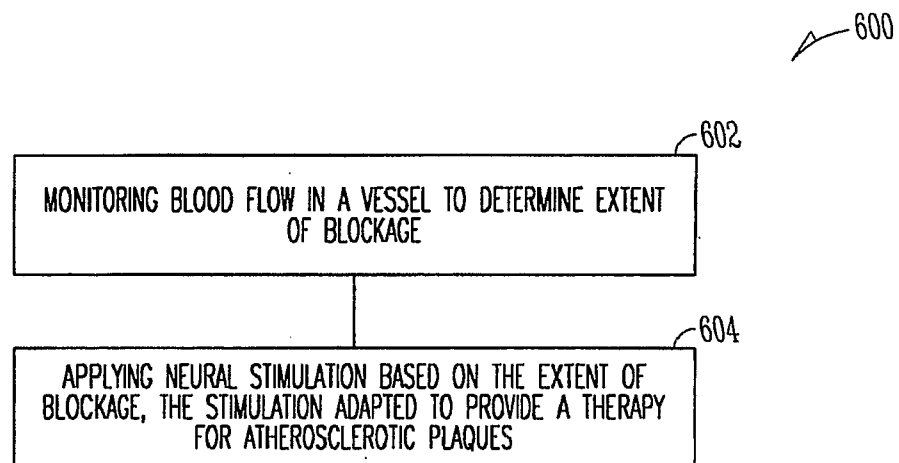 600
602
MONITORING BLOOD FLOW IN A VESSEL TO DETERMINE EXTENT
OF BLOCKAGE
604
APPLYING NEURAL STIMULATION BASED ON THE EXTENT OF
BLOCKAGE, THE STIMULATION ADAPTED TO PROVIDE A THERAPY
FOR ATHEROSCLEROTIC PLAQUES